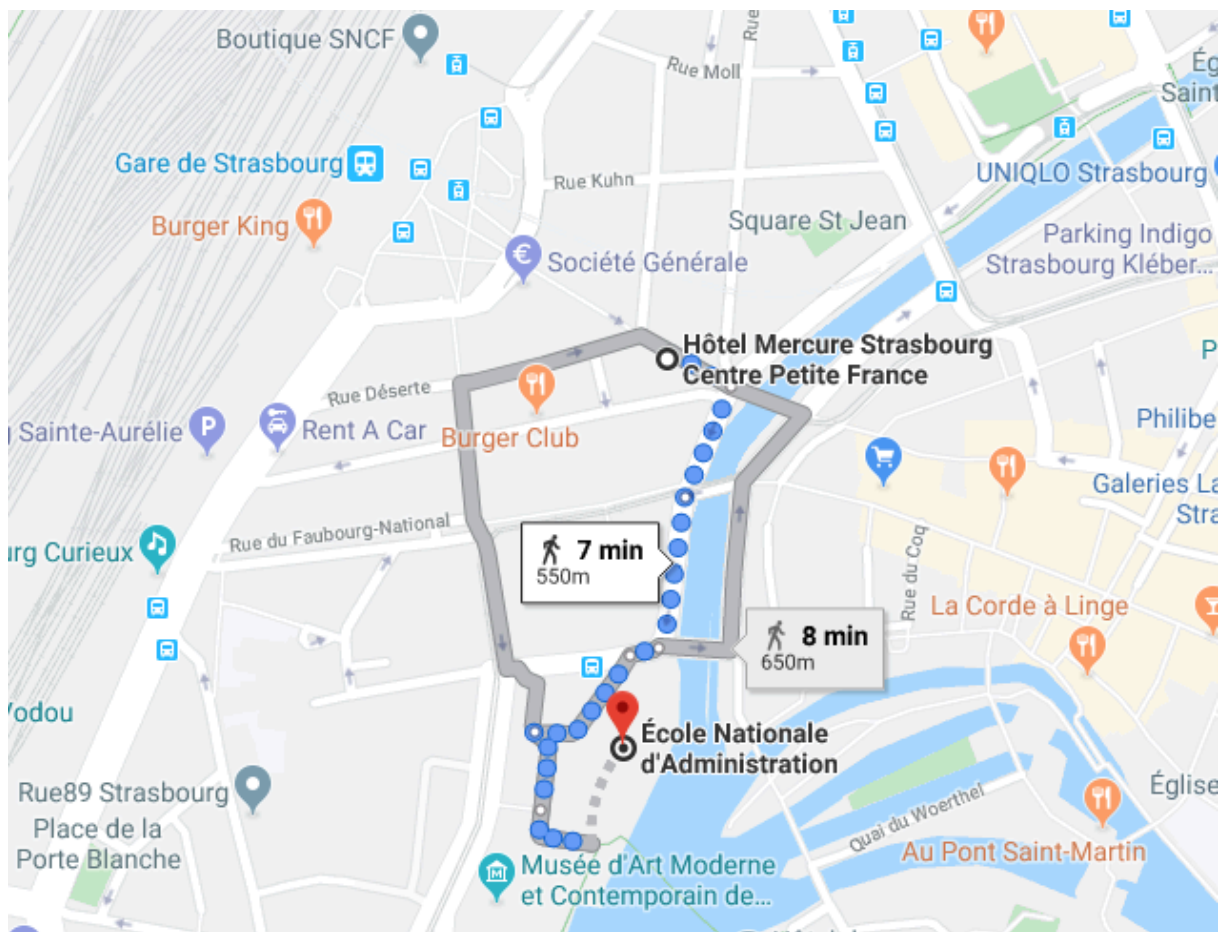 Boutique SNCF
Rue Moll
Gare de Strasbourg
Rue Kuhn
UNIQLO Strasbourg
Burger King
Square St Jean
Parking Indigo
Strasbourg Kléber...
Société Générale
Hôtel Mercure Strasbourg
Centre Petite France
Rue Déserte
Sainte-Aurélie
P
Rent A Car
Burger Club
Philibe
Galeries La
Stra
Rue du Faubourg-National
urg Curieux
7 min
550m
Rue du Coq
La Corde à Linge
8 min
650m
Vodou
École Nationale
d'Administration
Rue89 Strasbourg
Église
Place de la
Porte Blanche
Quai du Woerthel
Au Pont Saint-Martin
Musée d'Art Moderne
et Contemporain de...